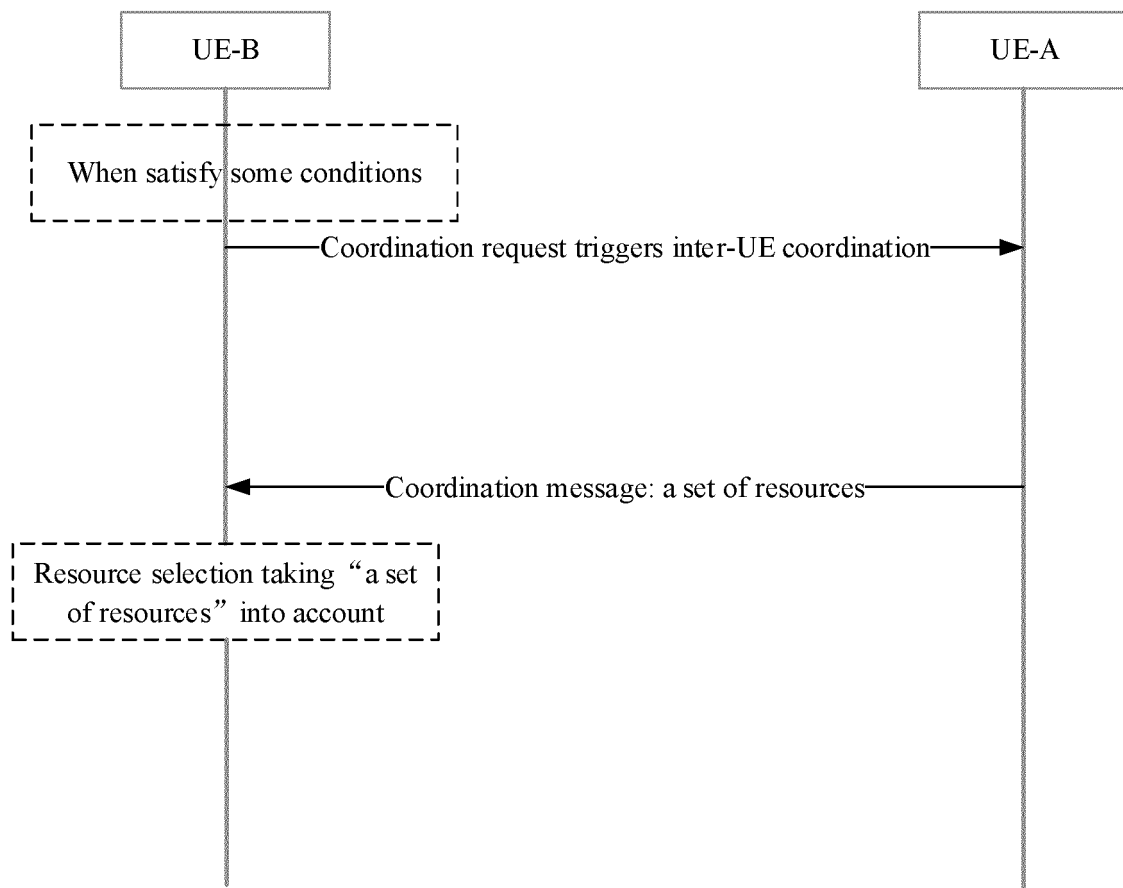 UE-B
UE-A
When satisfy some conditions
Coordination request triggers inter-UE coordination
Coordination message: a set of resources
Resource selection taking “a set
of resources” into account